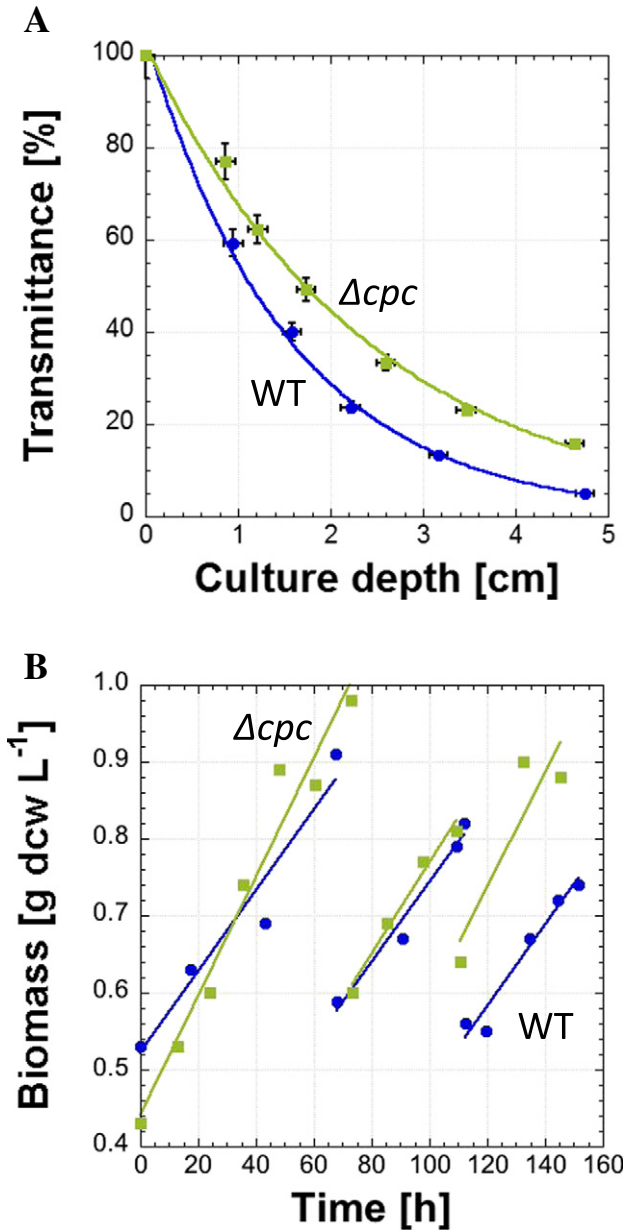 A
Transmittance [%]
100
80
60
40
20
0
Δcpc
WT
0 1 2 3 4 5
Culture depth [cm]
B
Biomass [g dcw L-1]
1.0
0.9
0.8
0.7
0.6
0.5
0.4
Δcpc
WT
0 20 40 60 80 100 120 140 160
Time [h]